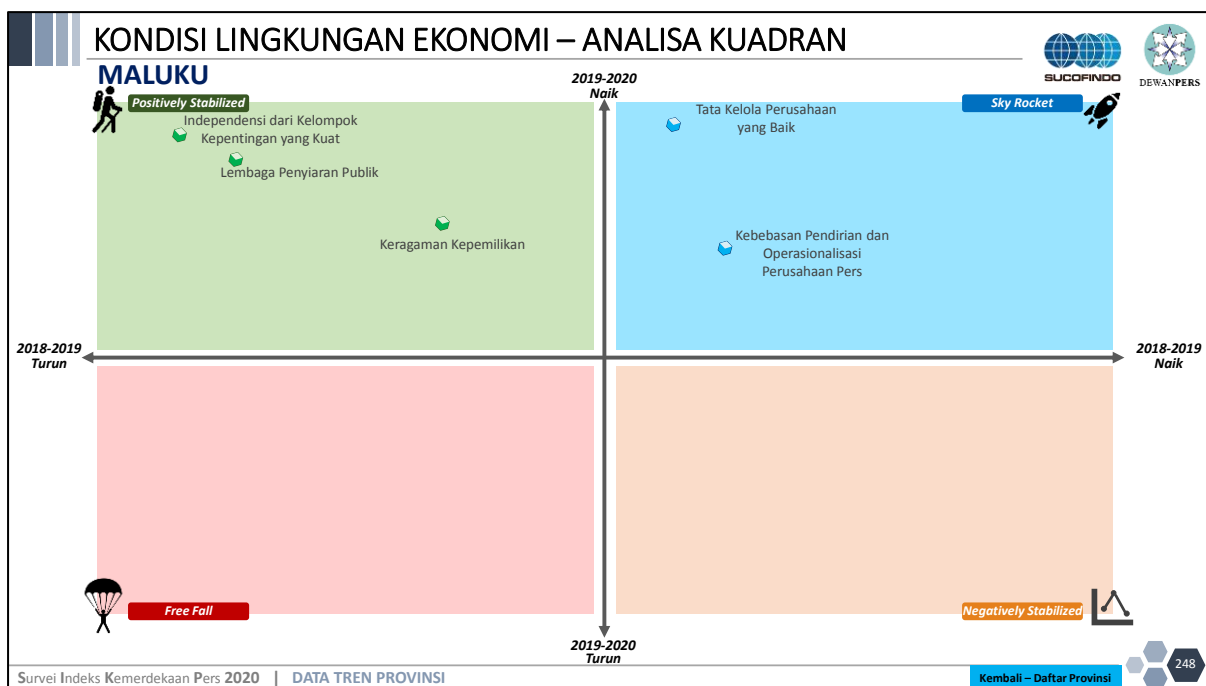 KONDISI LINGKUNGAN EKONOMI – ANALISA KUADRAN
MALUKU
SUCOFINDO
DEWANPERS
2019-2020
Naik
Positively Stabilized
Sky Rocket
Independensi dari Kelompok
Kepentingan yang Kuat
Lembaga Penyiaran Publik
Keragaman Kepemilikan
Tata Kelola Perusahaan
yang Baik
Kebebasan Pendirian dan
Operasionalisasi
Perusahaan Pers
2018-2019
Turun
2018-2019
Naik
Free Fall
Negatively Stabilized
2019-2020
Turun
Survei Indeks Kemerdekaan Pers 2020 | DATA TREN PROVINSI
Kembali – Daftar Provinsi
248